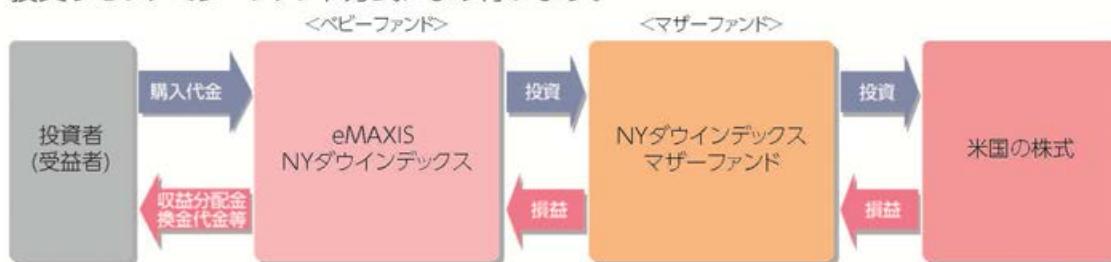 <ベビーファンド>
<マザーファンド>
購入代金
投資
投資
投資者
(受益者)
eMAXIS
NYダウインデックス
NYダウインデックス
マザーファンド
米国の株式
収益分配金
換金代金等
損益
損益